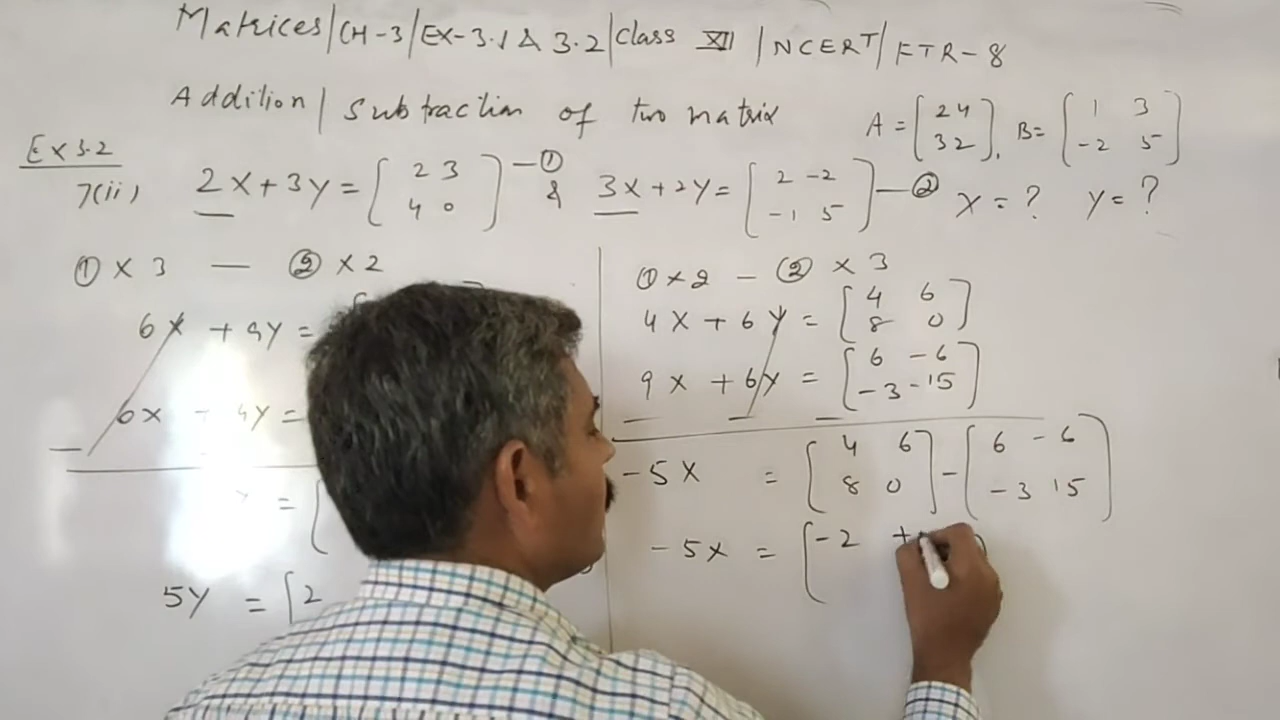 Matrices/CH-3/EX-3.1 & 3.2/Class XII/NCERT/FTR-8
Addition/Subtraction of two matrix A = [2 4 3 2], B = [1 3 -2 5]
Ex 3.2
7(ii) 2X + 3Y = [2 3 4 0] — ① & 3X + 2Y = [2 -2 -1 5] — ② X = ? Y = ?
① × 3 — ② × 2
6X + 9Y =
6X + 4Y =
—
Y = [
5Y = [2
① × 2 — ② × 3
4X + 6Y = [4 6 8 0]
9X + 6Y = [6 -6 -3 -15]
— — —
-5X = [4 6 8 0] - [6 -6 -3 15]
-5X = [-2 +